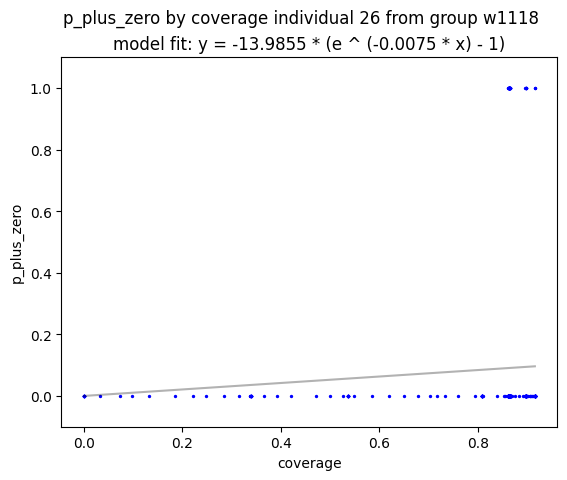 p_plus_zero by coverage individual 26 from group w1118
model fit: y = -13.9855 * (e ^ (-0.0075 * x) - 1)
1.0
0.8
0.6
0.4
0.2
0.0
p_plus_zero
0.0 0.2 0.4 0.6 0.8
coverage